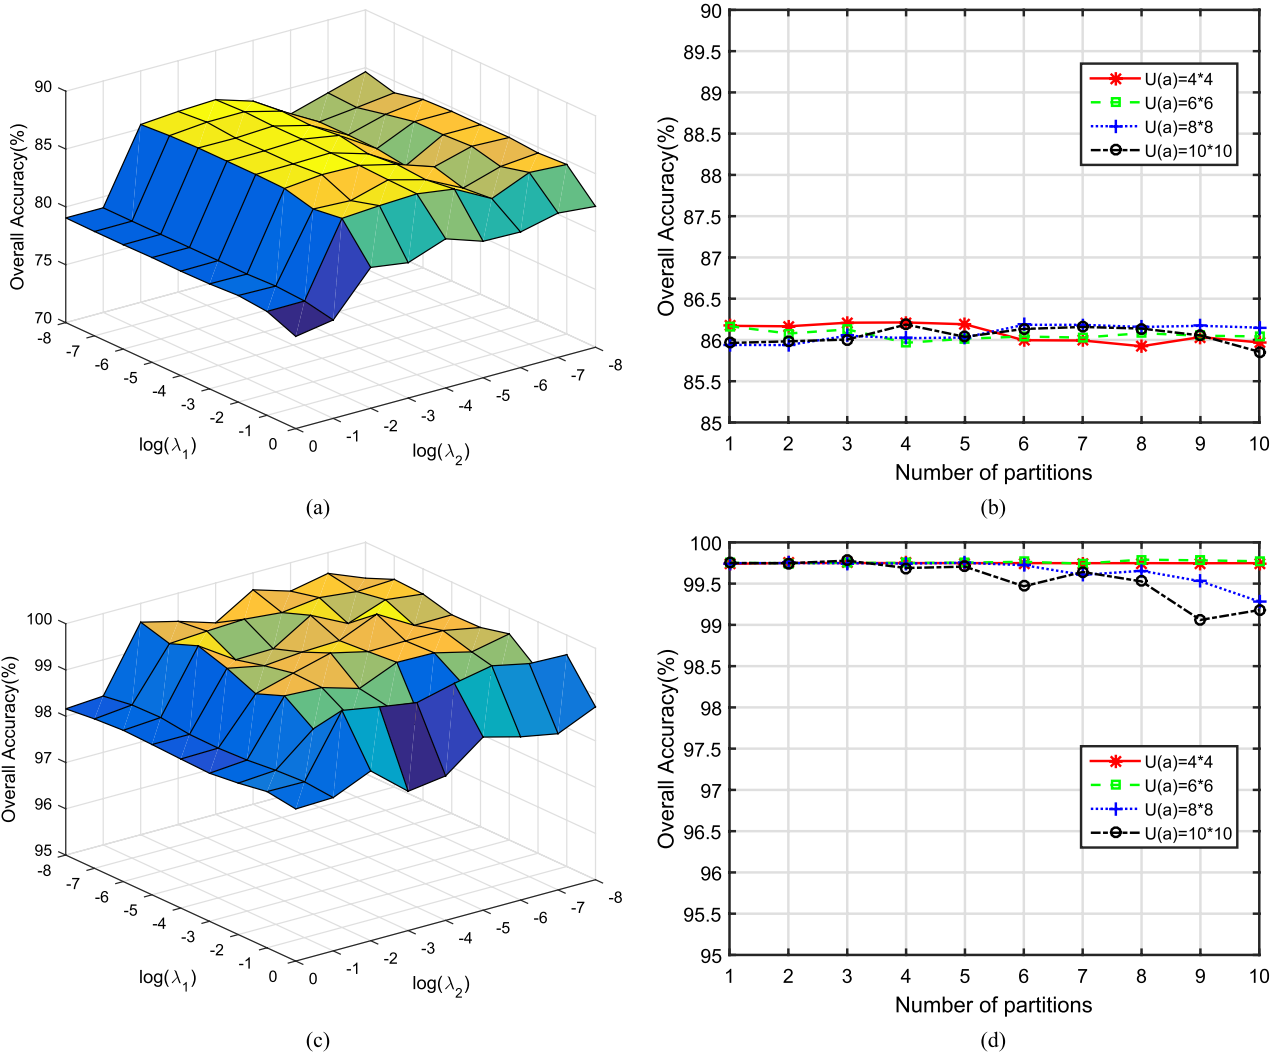 Overall Accuracy(%)
90
85
80
75
70
-8
-7
-6
-5
-4
-3
-2
-1
0
log(λ1)
0
-1
-2
-3
-4
-5
-6
-7
-8
log(λ2)
(a)
Overall Accuracy(%)
90
89.5
89
88.5
88
87.5
87
86.5
86
85.5
85
1 2 3 4 5 6 7 8 9 10
Number of partitions
U(a)=4*4
U(a)=6*6
U(a)=8*8
U(a)=10*10
(b)
Overall Accuracy(%)
100
99
98
97
96
95
-8
-7
-6
-5
-4
-3
-2
-1
0
log(λ1)
0
-1
-2
-3
-4
-5
-6
-7
-8
log(λ2)
(c)
Overall Accuracy(%)
100
99.5
99
98.5
98
97.5
97
96.5
96
95.5
95
1 2 3 4 5 6 7 8 9 10
Number of partitions
U(a)=4*4
U(a)=6*6
U(a)=8*8
U(a)=10*10
(d)